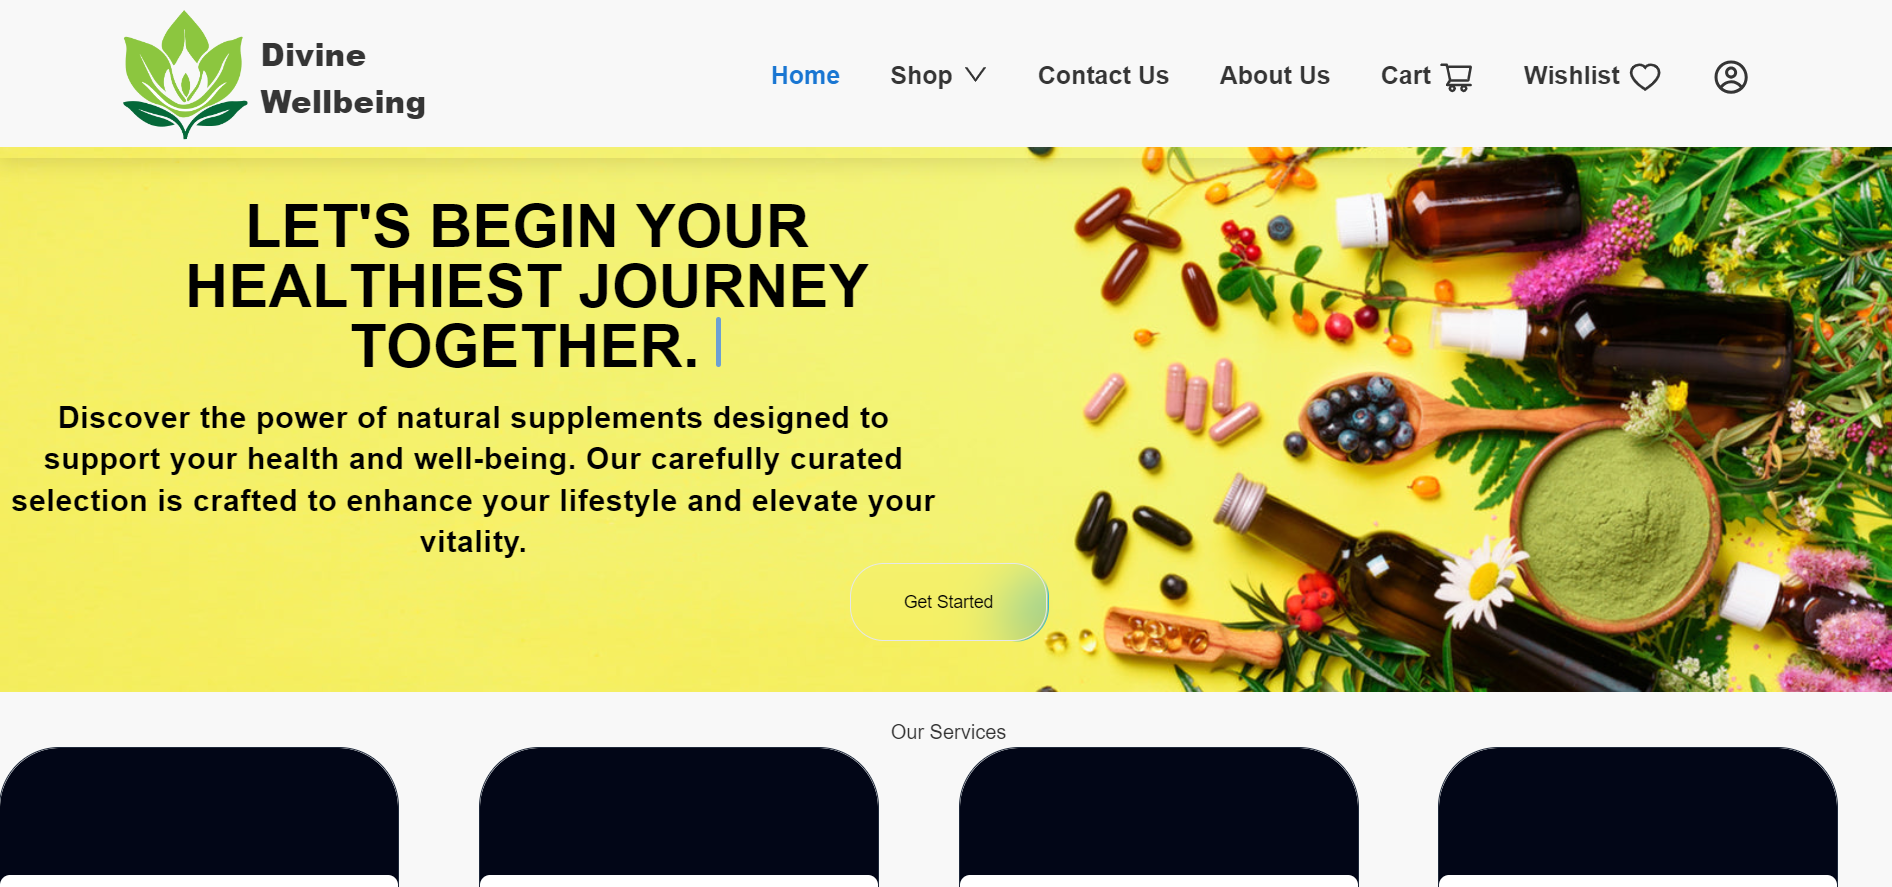 Divine
Wellbeing
Home
Shop
Contact Us
About Us
Cart
Wishlist
LET'S BEGIN YOUR
HEALTHIEST JOURNEY
TOGETHER.
Discover the power of natural supplements designed to
support your health and well-being. Our carefully curated
selection is crafted to enhance your lifestyle and elevate your
vitality.
Get Started
Our Services